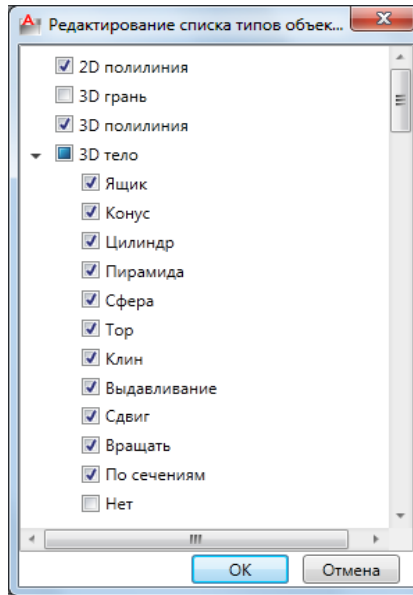 Редактирование списка типов объек...
2D полилиния
3D грань
3D полилиния
3D тело
Ящик
Конус
Цилиндр
Пирамида
Сфера
Тор
Клин
Выдавливание
Сдвиг
Вращать
По сечениям
Нет
ОК
Отмена